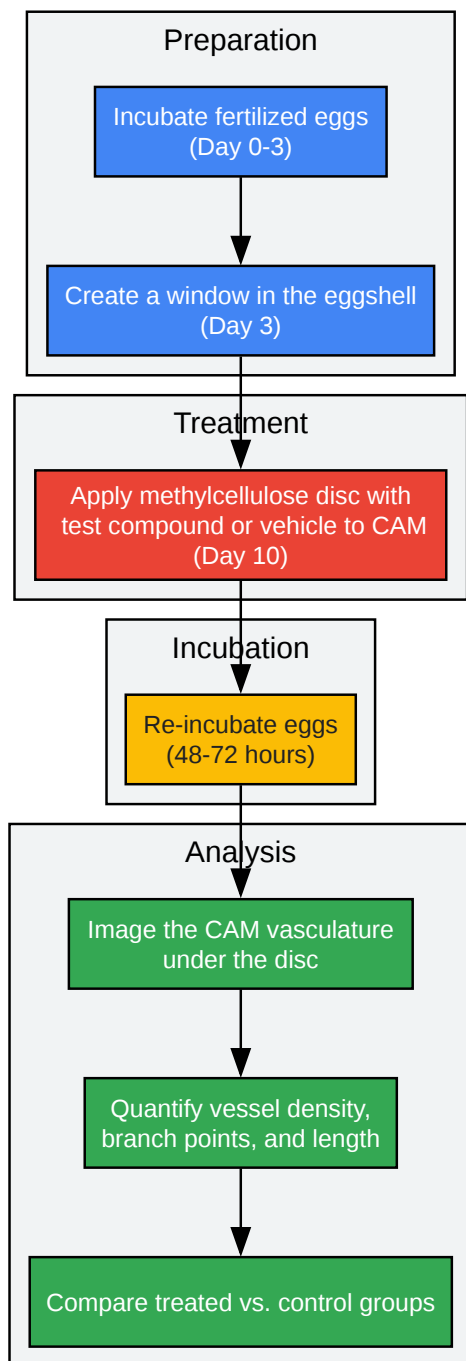 Preparation
Incubate fertilized eggs
(Day 0-3)
Create a window in the eggshell
(Day 3)
Treatment
Apply methylcellulose disc with
test compound or vehicle to CAM
(Day 10)
Incubation
Re-incubate eggs
(48-72 hours)
Analysis
Image the CAM vasculature
under the disc
Quantify vessel density,
branch points, and length
Compare treated vs. control groups